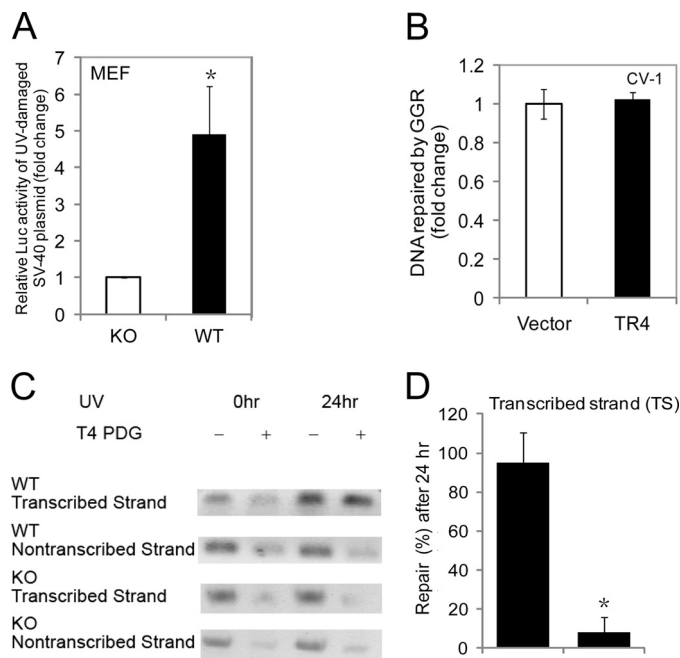 A
Relative Luc activity of UV-damaged
SV-40 plasmid (fold change)
7
6
5
4
3
2
1
0
MEF
*
KO WT
B
DNA repaired by GGR
(fold change)
1.2
1
0.8
0.6
0.4
0.2
0
CV-1
Vector TR4
C
UV 0hr 24hr
T4 PDG – + – +
WT
Transcribed Strand
WT
Nontranscribed Strand
KO
Transcribed Strand
KO
Nontranscribed Strand
D
Transcribed strand (TS)
Repair (%) after 24 hr
120
100
80
60
40
20
0
*